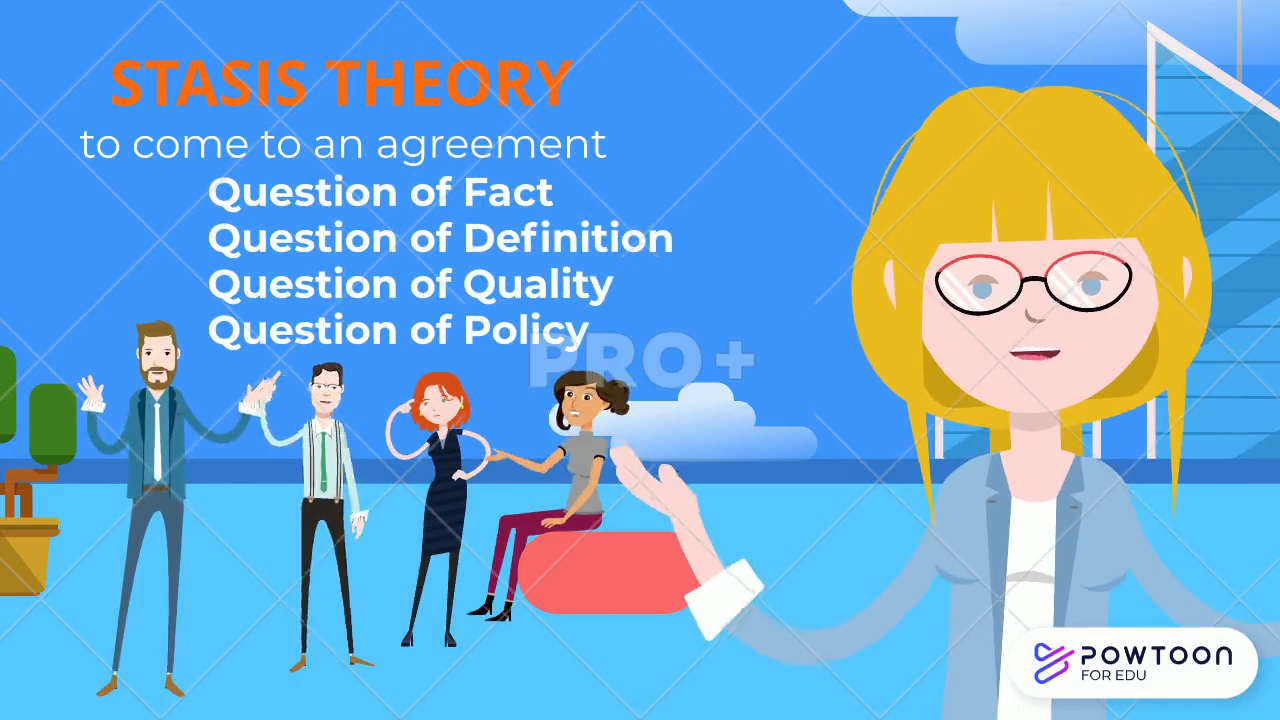 STASIS THEORY
to come to an agreement
Question of Fact
Question of Definition
Question of Quality
Question of Policy
PRO+
POWTOON
FOR EDU